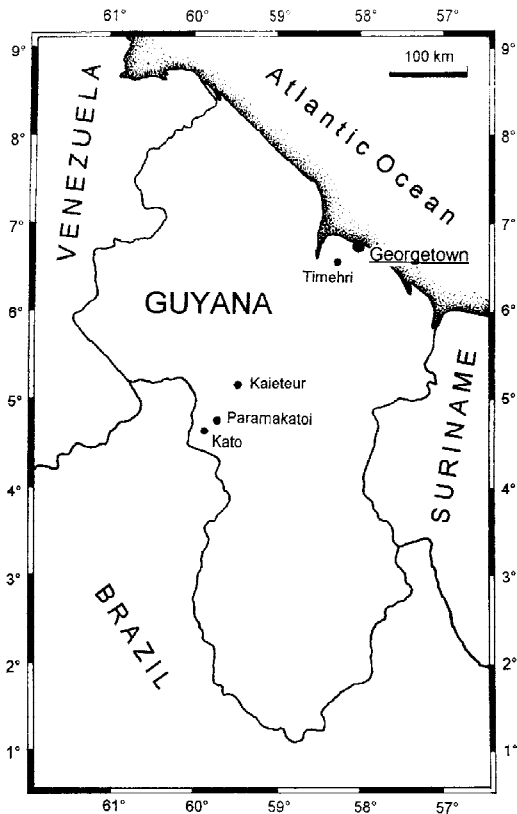 61° 60° 59° 58° 57°
9° 9°
100 km
Atlantic Ocean
VENEZUELA
8° 8°
7° 7°
Georgetown
Timehri
GUYANA
6° 6°
Kaieteur
5° 5°
Paramakatoi
Kato
SURINAME
4° 4°
3° 3°
BRAZIL
2° 2°
1° 1°
61° 60° 59° 58° 57°